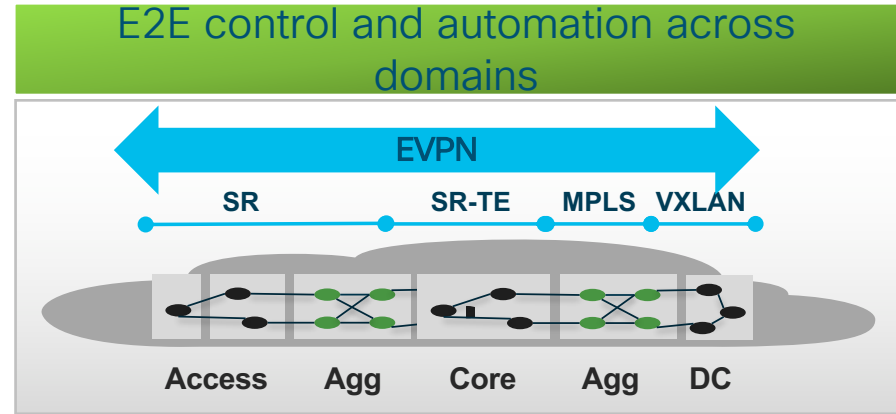 E2E control and automation across
domains
EVPN
SR SR-TE MPLS VXLAN
Access Agg Core Agg DC